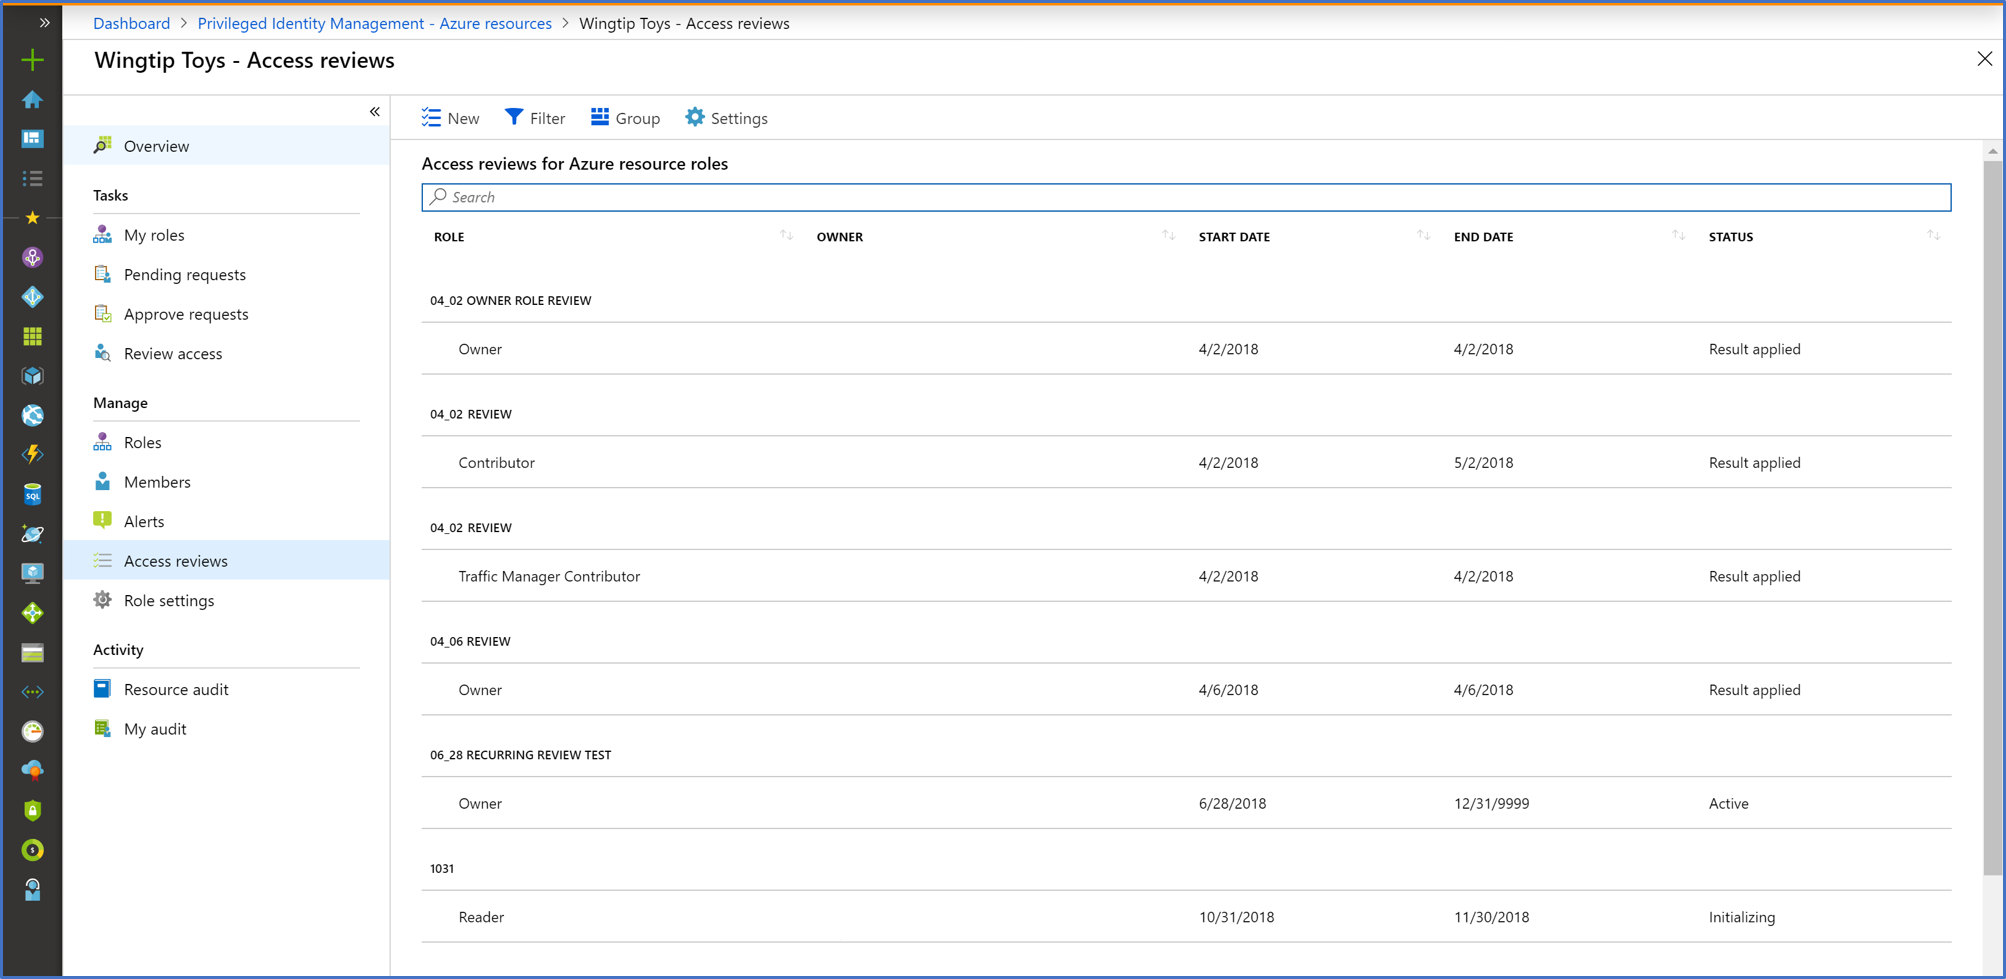 Dashboard > Privileged Identity Management - Azure resources > Wingtip Toys - Access reviews
Wingtip Toys - Access reviews
New Filter Group Settings
Overview
Tasks
My roles
Pending requests
Approve requests
Review access
Manage
Roles
Members
Alerts
Access reviews
Role settings
Activity
Resource audit
My audit
SQL
Access reviews for Azure resource roles
Search
ROLE OWNER START DATE END DATE STATUS
04_02 OWNER ROLE REVIEW
Owner 4/2/2018 4/2/2018 Result applied
04_02 REVIEW
Contributor 4/2/2018 5/2/2018 Result applied
04_02 REVIEW
Traffic Manager Contributor 4/2/2018 4/2/2018 Result applied
04_06 REVIEW
Owner 4/6/2018 4/6/2018 Result applied
06_28 RECURRING REVIEW TEST
Owner 6/28/2018 12/31/9999 Active
1031
Reader 10/31/2018 11/30/2018 Initializing